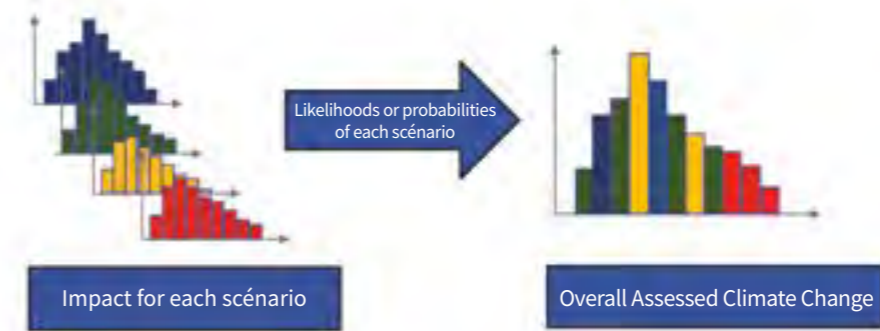 Likelihoods or probabilities
of each scénario
Impact for each scénario
Overall Assessed Climate Change